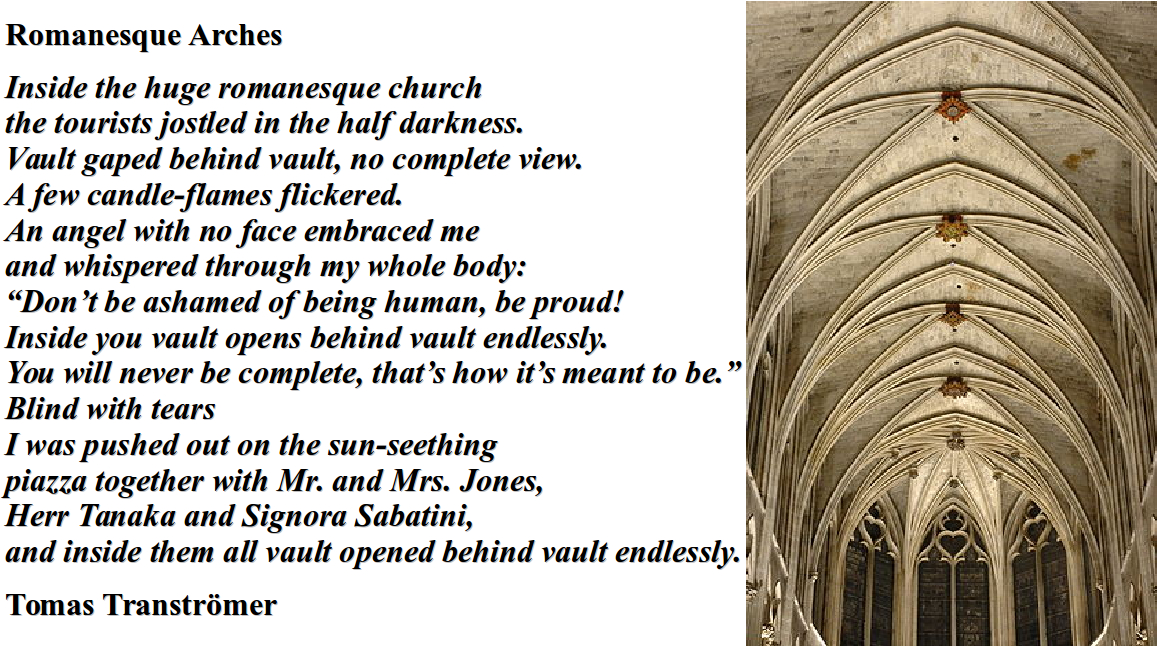 Romanesque Arches
Inside the huge romanesque church
the tourists jostled in the half darkness.
Vault gaped behind vault, no complete view.
A few candle-flames flickered.
An angel with no face embraced me
and whispered through my whole body:
“Don’t be ashamed of being human, be proud!
Inside you vault opens behind vault endlessly.
You will never be complete, that’s how it’s meant to be.”
Blind with tears
I was pushed out on the sun-seething
piazza together with Mr. and Mrs. Jones,
Herr Tanaka and Signora Sabatini,
and inside them all vault opened behind vault endlessly.
Tomas Tranströmer